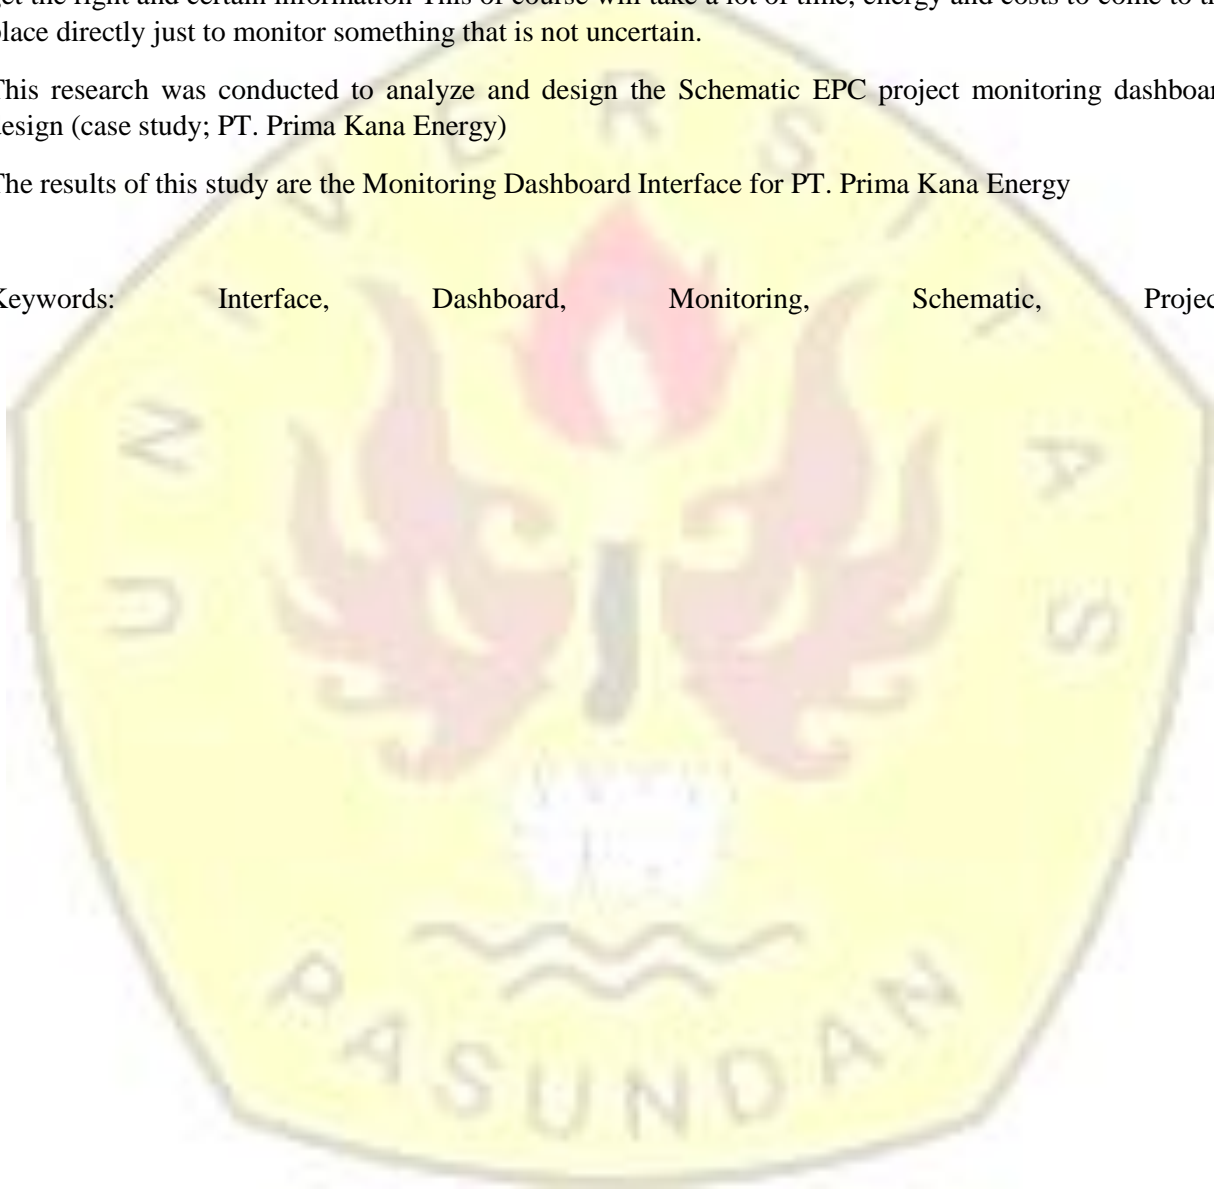 get the right and certain information This of course will take a lot of time, energy and costs to come to
place directly just to monitor something that is not uncertain.
This research was conducted to analyze and design the Schematic EPC project monitoring dashboar
design (case study; PT. Prima Kana Energy)
The results of this study are the Monitoring Dashboard Interface for PT. Prima Kana Energy
Keywords: Interface, Dashboard, Monitoring, Schematic, Projec
UNIVERSITAS
PASUNDAN